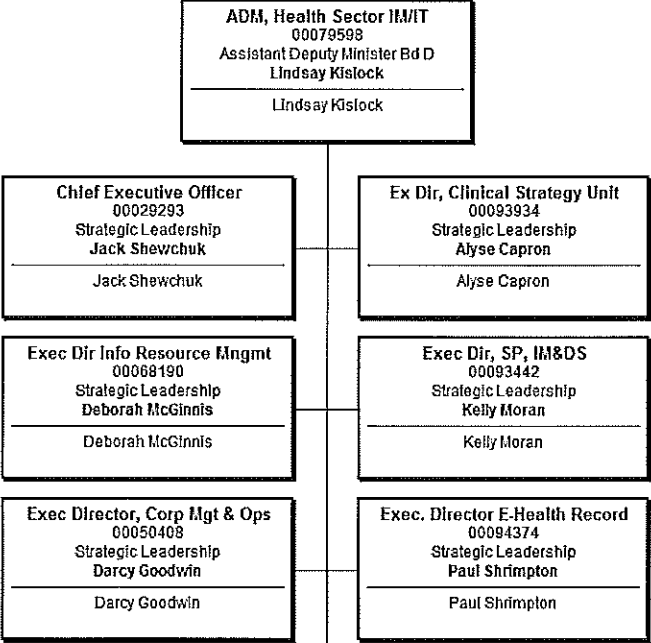 ADM, Health Sector IM/IT
00079598
Assistant Deputy Minister Bd D
Lindsay Kislock
Lindsay Kislock
Chief Executive Officer
00029293
Strategic Leadership
Jack Shewchuk
Jack Shewchuk
Ex Dir, Clinical Strategy Unit
00093934
Strategic Leadership
Alyse Capron
Alyse Capron
Exec Dir Info Resource Mngmt
00068190
Strategic Leadership
Deborah McGinnis
Deborah McGinnis
Exec Dir, SP, IM&DS
00093442
Strategic Leadership
Kelly Moran
Kelly Moran
Exec Director, Corp Mgt & Ops
00050408
Strategic Leadership
Darcy Goodwin
Darcy Goodwin
Exec. Director E-Health Record
00094374
Strategic Leadership
Paul Shrimpton
Paul Shrimpton